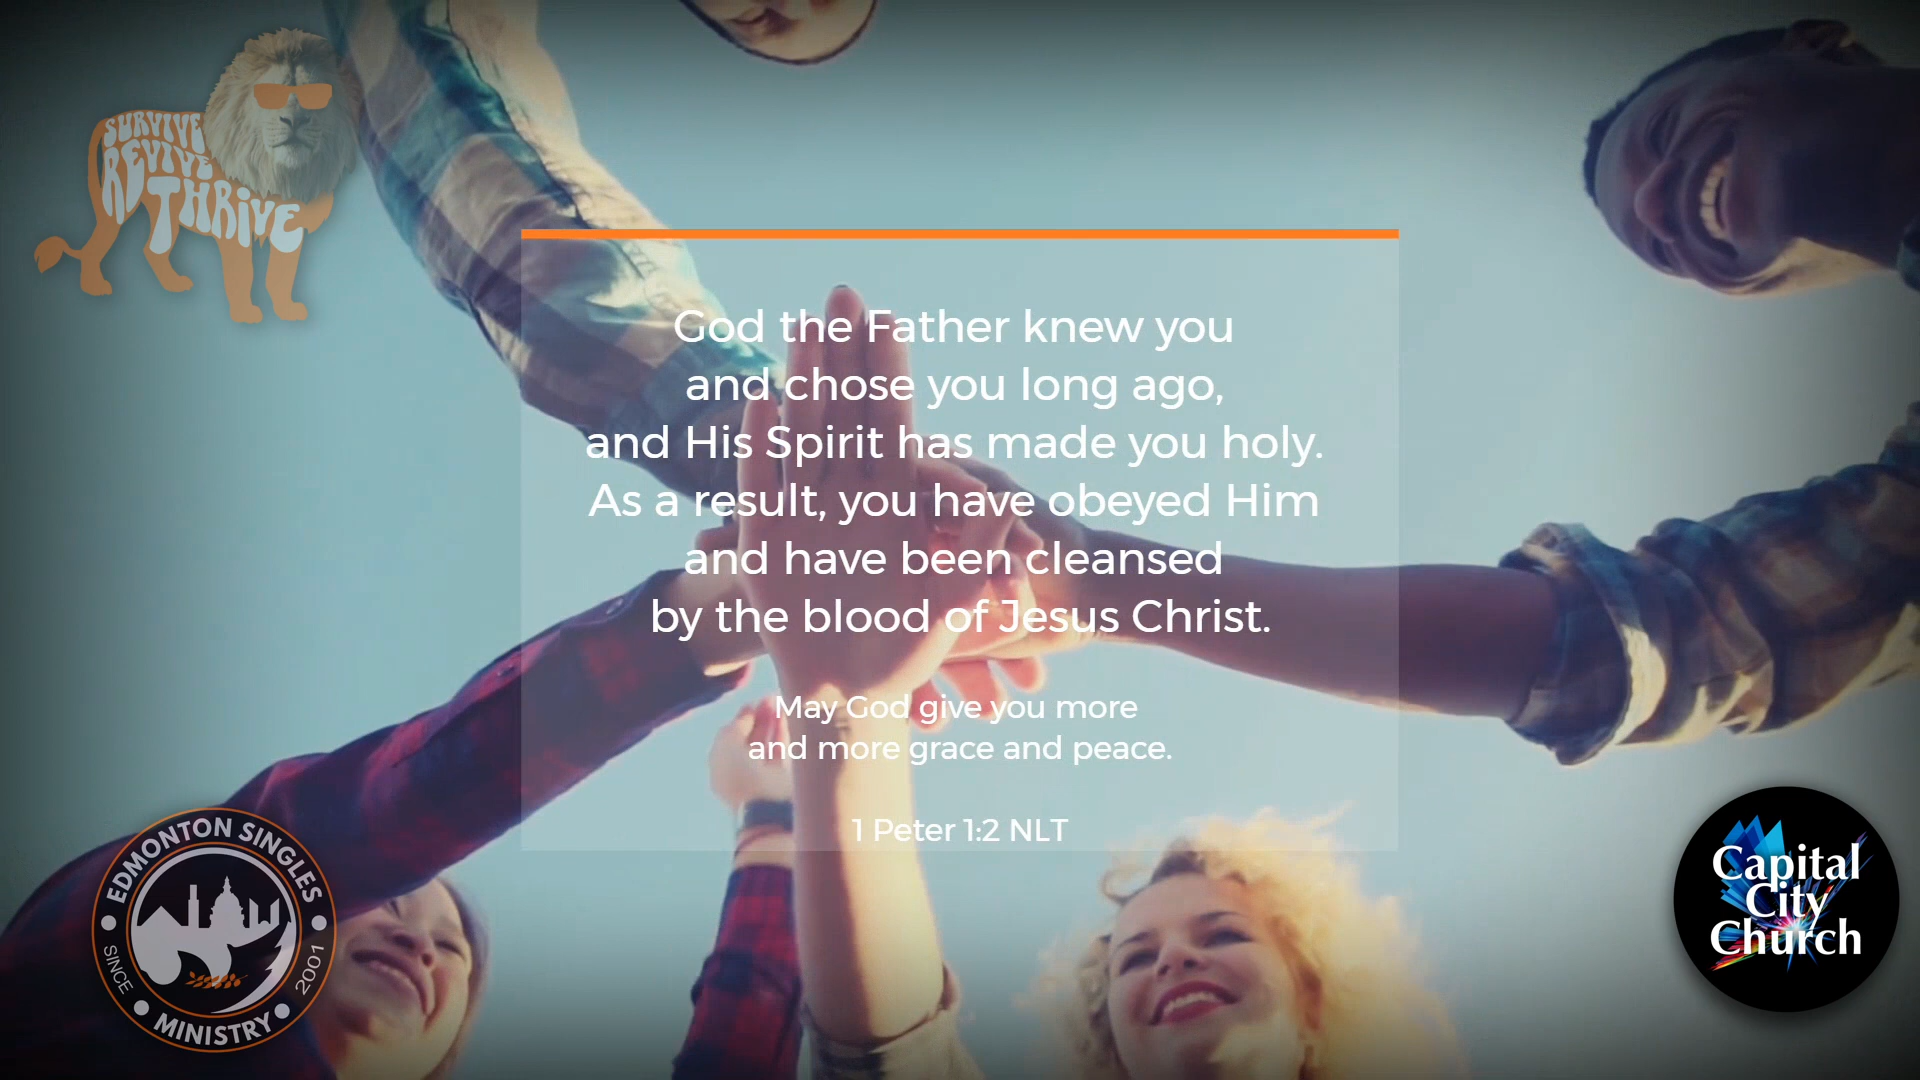 SURVIVE
REVIVE
THRIVE
God the Father knew you
and chose you long ago,
and His Spirit has made you holy.
As a result, you have obeyed Him
and have been cleansed
by the blood of Jesus Christ.
May God give you more
and more grace and peace.
1 Peter 1:2 NLT
EDMONTON SINGLES
SINCE 2001
MINISTRY
Capital
City
Church